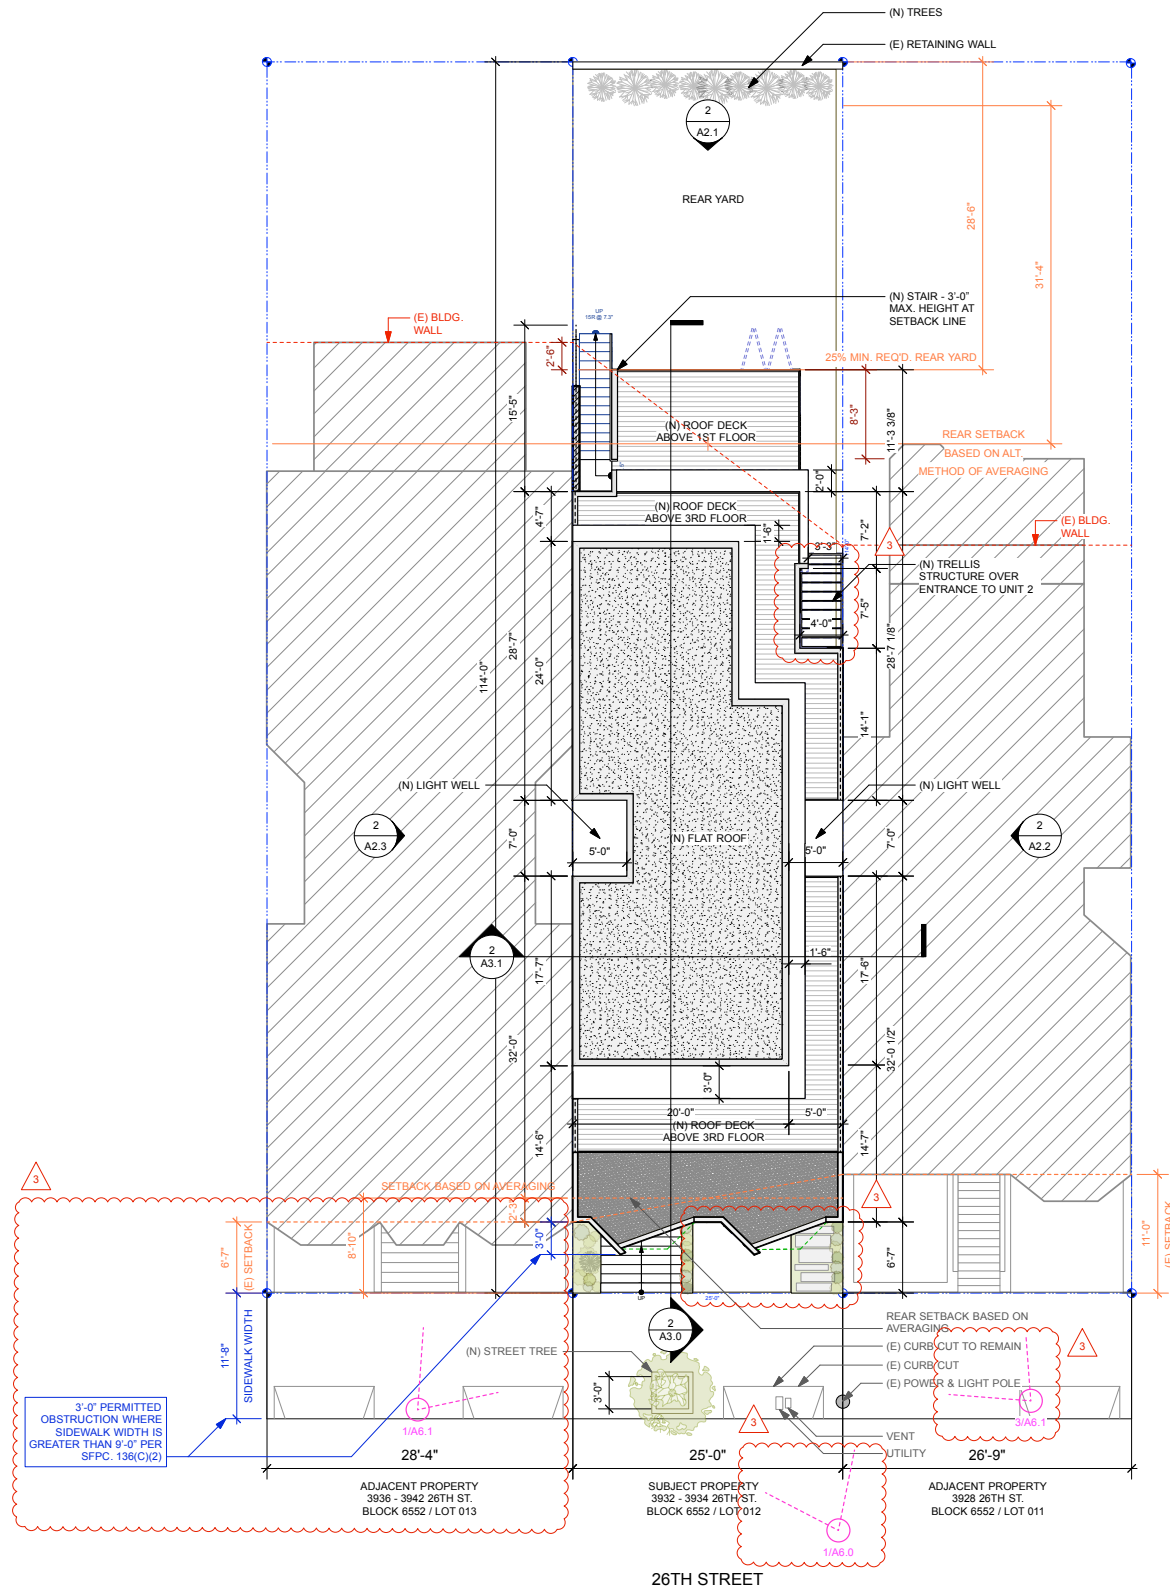 (N) TREES
(E) RETAINING WALL
2
A2.1
REAR YARD
28'-6"
31'-4"
(N) STAIR - 3'-0"
MAX. HEIGHT AT
SETBACK LINE
UP
15R @ 7.3"
(E) BLDG.
WALL
2'-6"
25% MIN. REQ'D. REAR YARD
15'-5"
8'-3"
11'-3 3/8"
(N) ROOF DECK
ABOVE 1ST FLOOR
REAR SETBACK
BASED ON ALT.
METHOD OF AVERAGING
2'-0"
(N) ROOF DECK
ABOVE 3RD FLOOR
4'-7"
1'-6"
7'-2"
3'-3"
3
(E) BLDG.
WALL
(N) TRELLIS
STRUCTURE OVER
ENTRANCE TO UNIT 2
7'-5"
4'-0"
28'-7"
24'-0"
114'-0"
28'-7 1/8"
14'-1"
(N) LIGHT WELL
(N) LIGHT WELL
2
A2.3
2
A2.2
(N) FLAT ROOF
7'-0"
5'-0"
5'-0"
7'-0"
2
A3.1
1'-6"
17'-7"
17'-6"
32'-0"
32'-0 1/2"
3'-0"
20'-0"
5'-0"
(N) ROOF DECK
ABOVE 3RD FLOOR
14'-6"
14'-7"
3
SETBACK BASED ON AVERAGING
3
2'-3"
3'-0"
6'-7"
(E) SETBACK
8'-10"
6'-7"
11'-0"
(E) SETBACK
UP
25'-0"
11'-8"
SIDEWALK WIDTH
2
A3.0
REAR SETBACK BASED ON
AVERAGING
(E) CURB CUT TO REMAIN
(E) CURB CUT
(E) POWER & LIGHT POLE
3
(N) STREET TREE
3'-0"
1/A6.1
3/A6.1
3
VENT
UTILITY
3'-0" PERMITTED
OBSTRUCTION WHERE
SIDEWALK WIDTH IS
GREATER THAN 9'-0" PER
SFPC. 136(C)(2)
28'-4"
25'-0"
26'-9"
ADJACENT PROPERTY
3936 - 3942 26TH ST.
BLOCK 6552 / LOT 013
SUBJECT PROPERTY
3932 - 3934 26TH ST.
BLOCK 6552 / LOT 012
ADJACENT PROPERTY
3928 26TH ST.
BLOCK 6552 / LOT 011
1/A6.0
26TH STREET